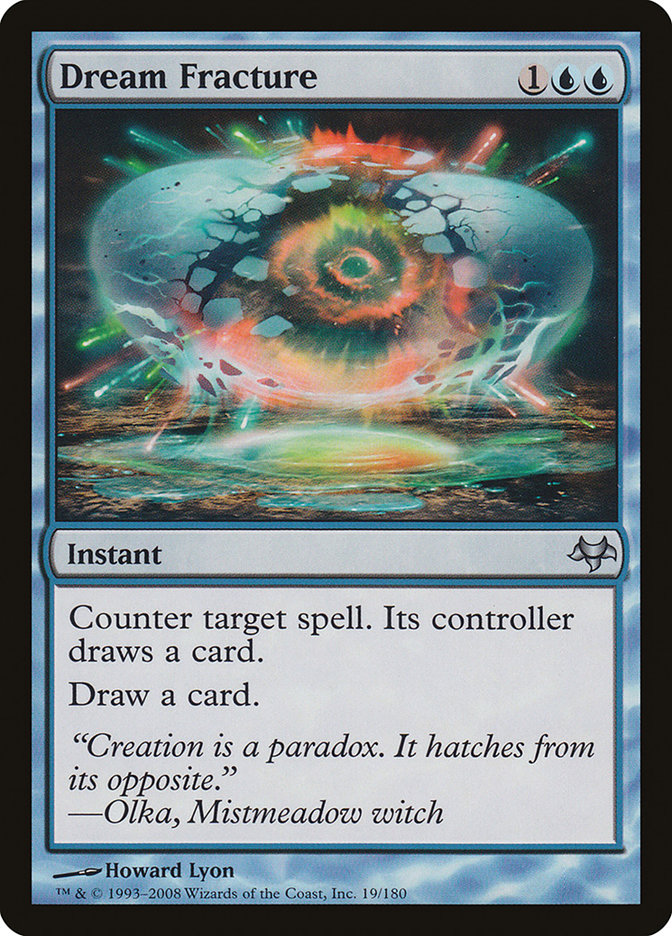 Dream Fracture 1
Instant
Counter target spell. Its controller
draws a card.
Draw a card.
“Creation is a paradox. It hatches from
its opposite.”
—Olka, Mistmeadow witch
Howard Lyon
™ & © 1993–2008 Wizards of the Coast, Inc. 19/180